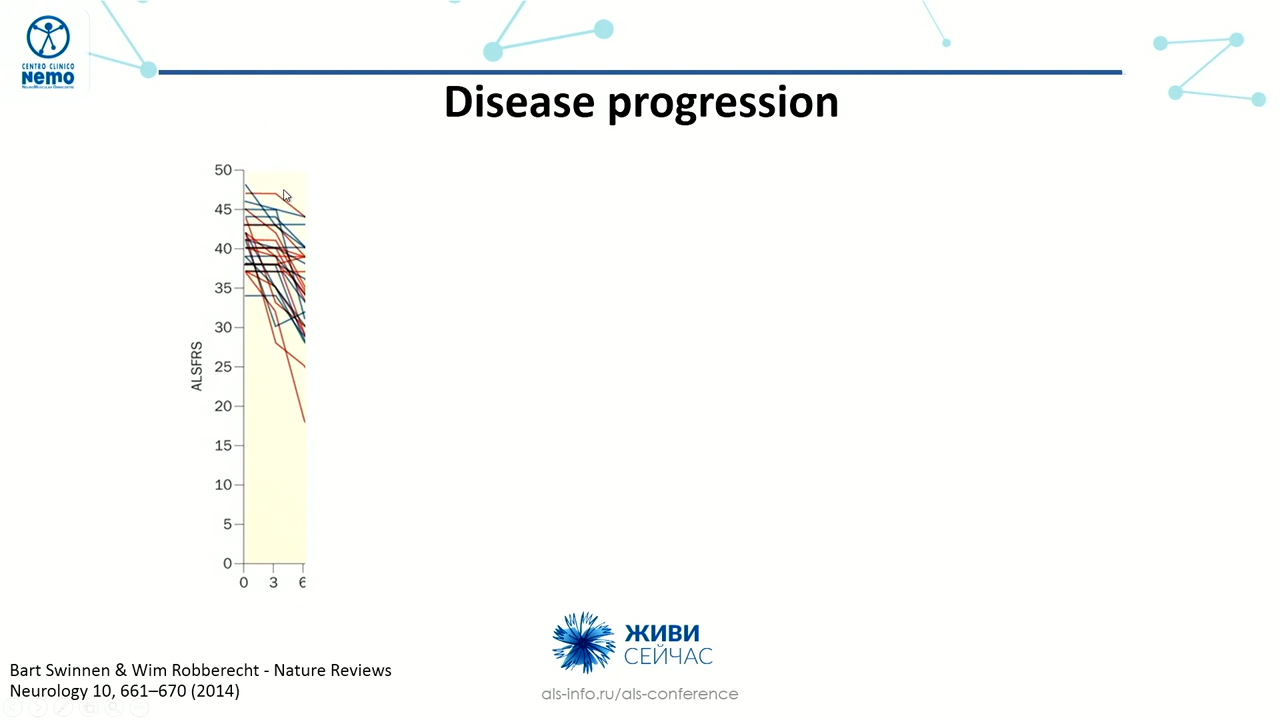 CENTRO CLINICO
NeMO
NEUROMUSCULAR OMNICENTRE
Disease progression
50
45
40
35
30
25
20
15
10
5
0
ALSFRS
0 3 6
ЖИВИ
СЕЙЧАС
Bart Swinnen & Wim Robberecht - Nature Reviews
Neurology 10, 661–670 (2014)
als-info.ru/als-conference